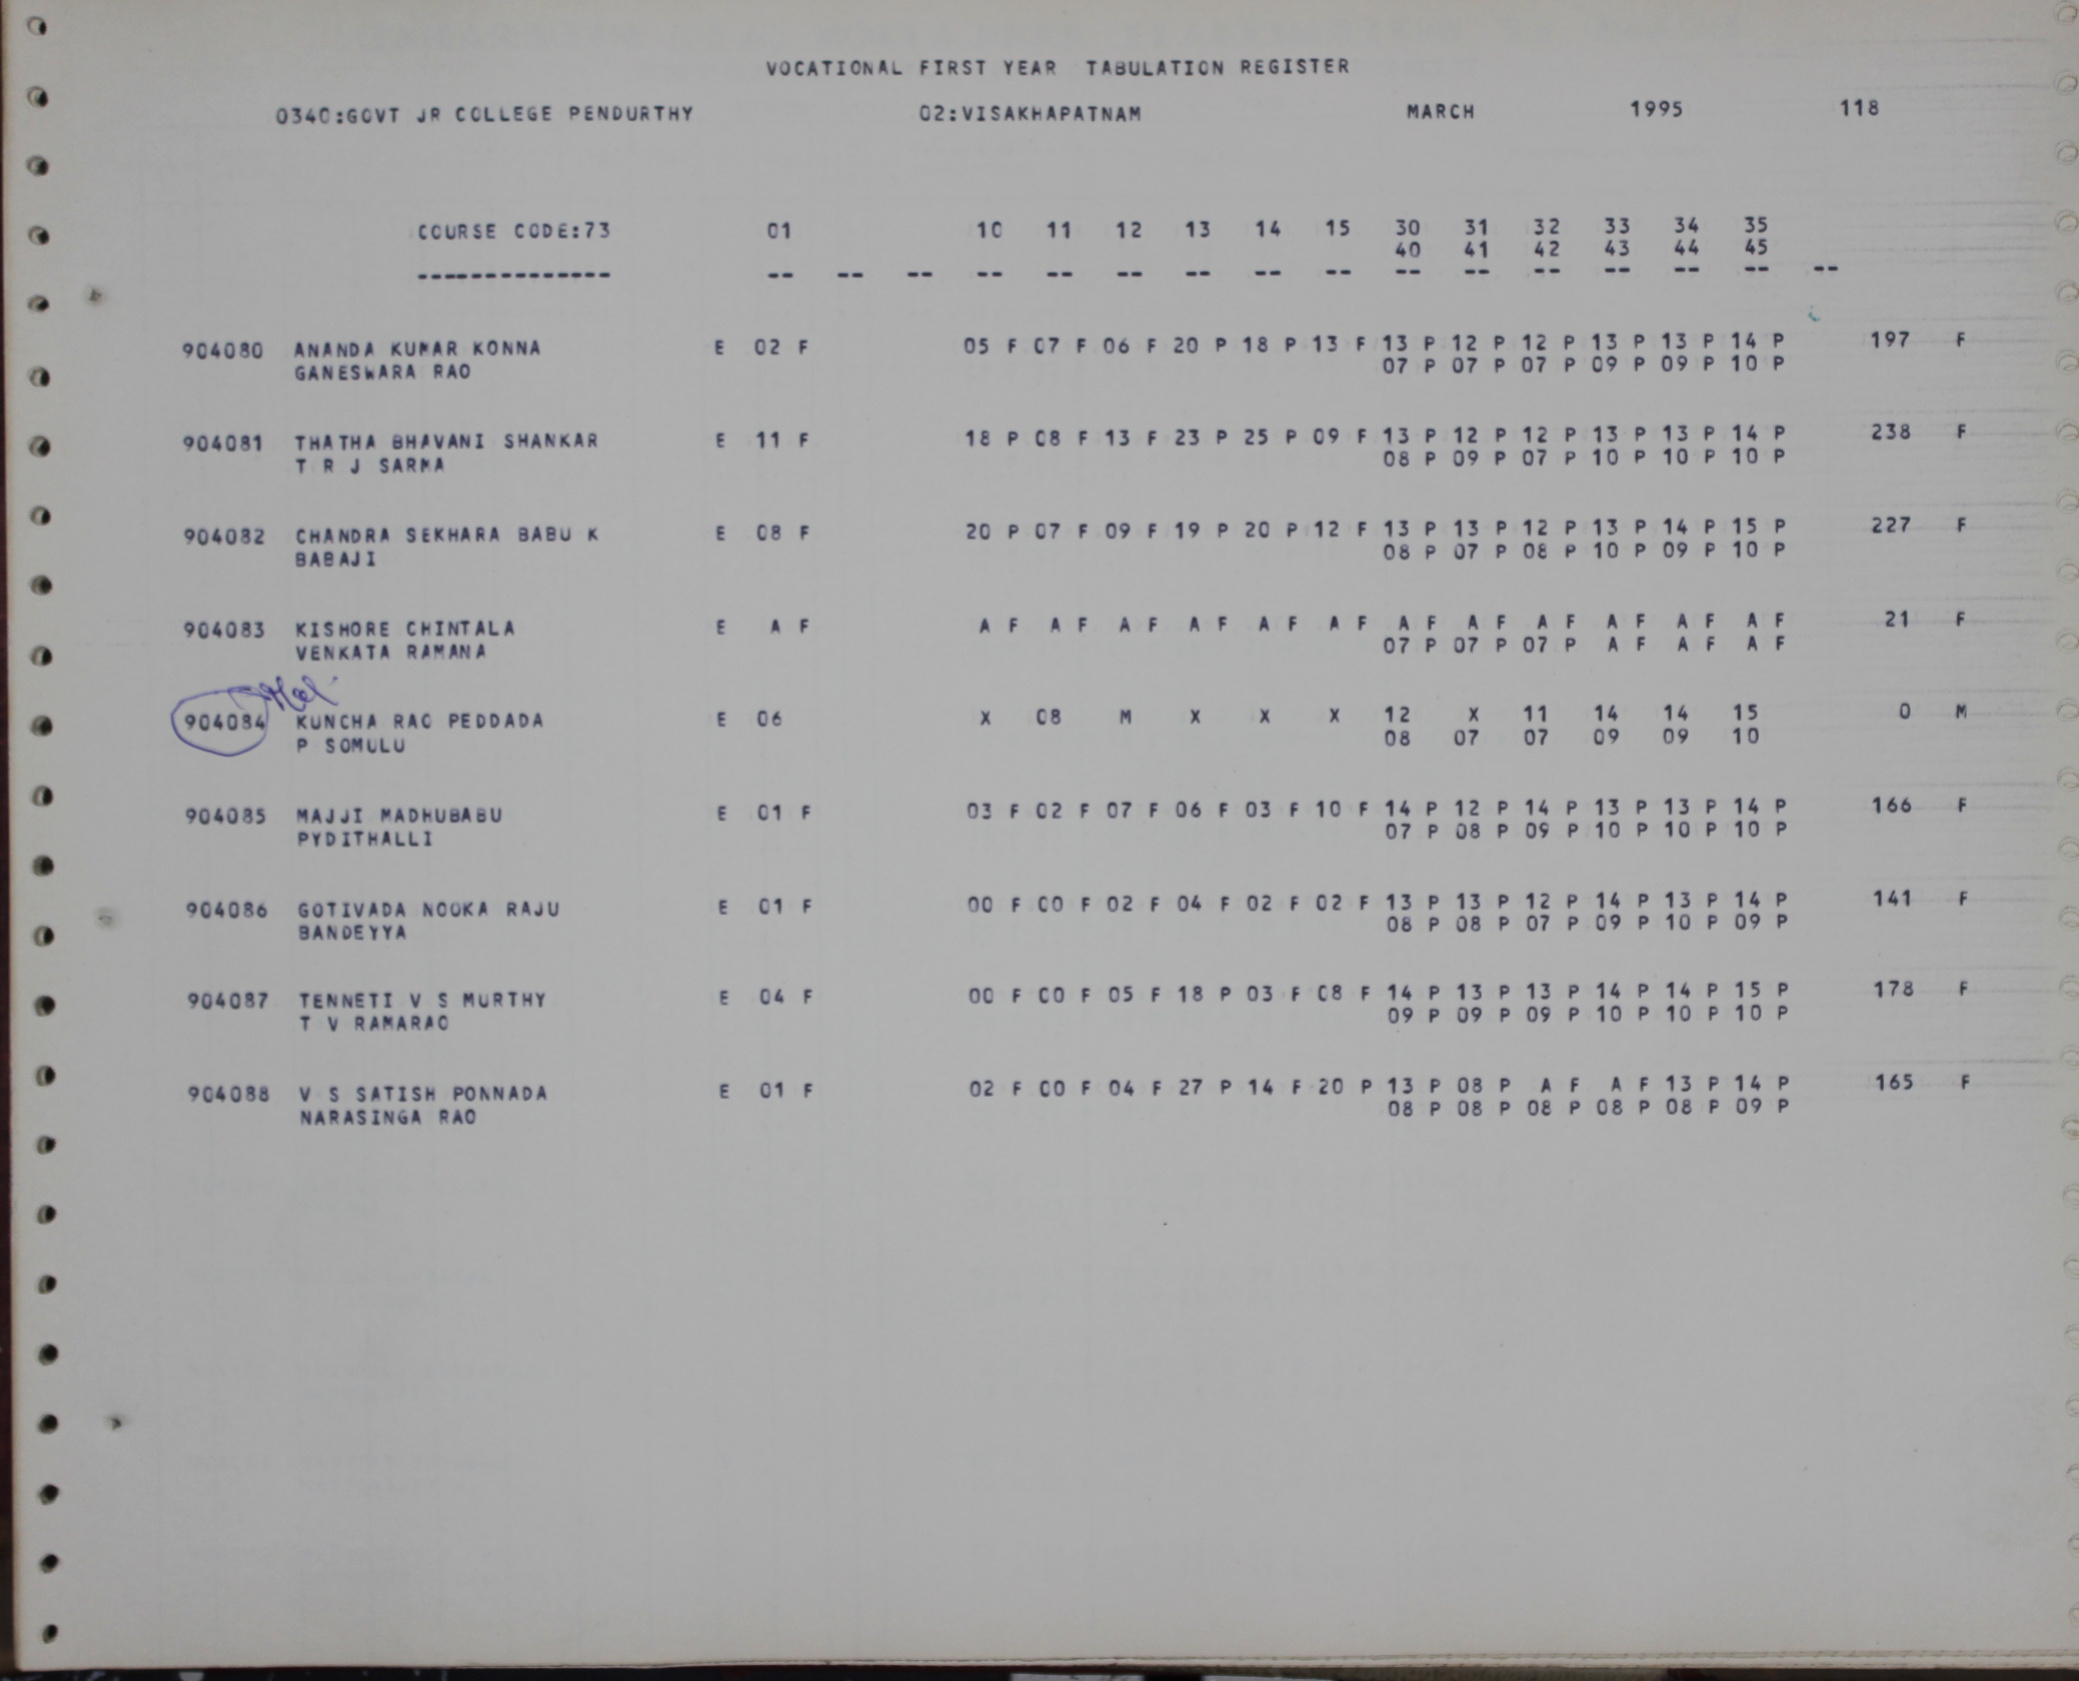 VOCATIONAL FIRST YEAR TABULATION REGISTER
0340:GOVT JR COLLEGE PENDURTHY 02:VISAKHAPATNAM MARCH 1995 118
COURSE CODE:73 01 10 11 12 13 14 15 30 31 32 33 34 35
40 41 42 43 44 45
-------------- -- -- -- -- -- -- -- -- -- -- -- -- -- -- -- --
904080 ANANDA KUMAR KONNA E 02 F 05 F 07 F 06 F 20 P 18 P 13 F 13 P 12 P 12 P 13 P 13 P 14 P 197 F
GANESWARA RAO 07 P 07 P 07 P 09 P 09 P 10 P
904081 THATHA BHAVANI SHANKAR E 11 F 18 P 08 F 13 F 23 P 25 P 09 F 13 P 12 P 12 P 13 P 13 P 14 P 238 F
T R J SARMA 08 P 09 P 07 P 10 P 10 P 10 P
904082 CHANDRA SEKHARA BABU K E 08 F 20 P 07 F 09 F 19 P 20 P 12 F 13 P 13 P 12 P 13 P 14 P 15 P 227 F
BABAJI 08 P 07 P 08 P 10 P 09 P 10 P
904083 KISHORE CHINTALA E A F A F A F A F A F A F A F A F A F A F A F A F A F 21 F
VENKATA RAMANA 07 P 07 P 07 P A F A F A F
904084 KUNCHA RAO PEDDADA E 06 X 08 M X X X 12 X 11 14 14 15 0 M
P SOMULU 08 07 07 09 09 10
904085 MAJJI MADHUBABU E 01 F 03 F 02 F 07 F 06 F 03 F 10 F 14 P 12 P 14 P 13 P 13 P 14 P 166 F
PYDITHALLI 07 P 08 P 09 P 10 P 10 P 10 P
904086 GOTIVADA NOOKA RAJU E 01 F 00 F 00 F 02 F 04 F 02 F 02 F 13 P 13 P 12 P 14 P 13 P 14 P 141 F
BANDEYYA 08 P 08 P 07 P 09 P 10 P 09 P
904087 TENNETI V S MURTHY E 04 F 00 F 00 F 05 F 18 P 03 F 08 F 14 P 13 P 13 P 14 P 14 P 15 P 178 F
T V RAMARAO 09 P 09 P 09 P 10 P 10 P 10 P
904088 V S SATISH PONNADA E 01 F 02 F 00 F 04 F 27 P 14 F 20 P 13 P 08 P A F A F 13 P 14 P 165 F
NARASINGA RAO 08 P 08 P 08 P 08 P 08 P 09 P